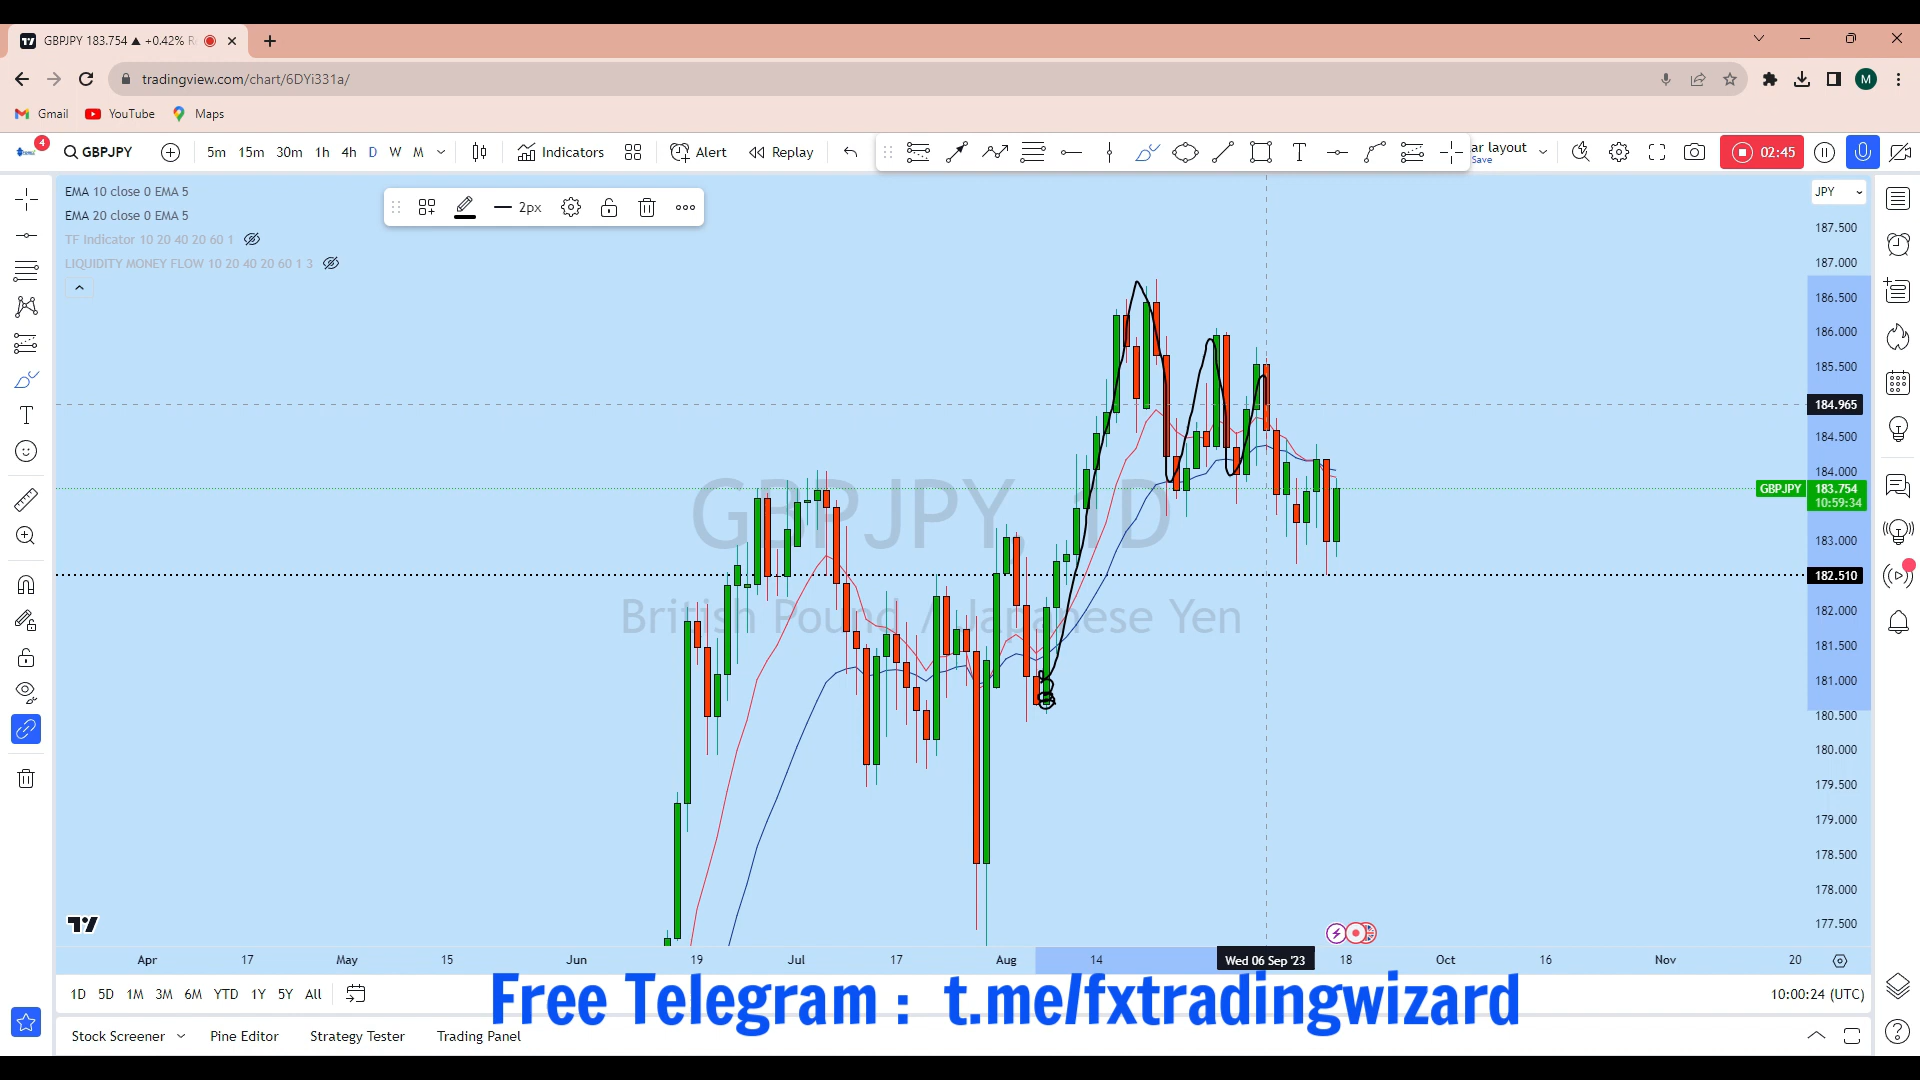 GBPJPY 183.754 ▲ +0.42%
tradingview.com/chart/6DYi331a/
M
Gmail
YouTube
Maps
4
GBPJPY
5m
15m
30m
1h
4h
D
W
M
Indicators
Alert
Replay
T
ar layout
Save
02:45
EMA 10 close 0 EMA 5
EMA 20 close 0 EMA 5
TF Indicator 10 20 40 20 60 1
LIQUIDITY MONEY FLOW 10 20 40 20 60 1 3
2px
JPY
187.500
187.000
186.500
186.000
185.500
184.965
184.500
184.000
GBPJPY 183.754
10:59:34
183.000
182.510
182.000
181.500
181.000
180.500
180.000
179.500
179.000
178.500
178.000
177.500
GBPJPY, 1D
British Pound / Japanese Yen
Apr
17
May
15
Jun
19
Jul
17
Aug
14
Wed 06 Sep '23
18
Oct
16
Nov
20
1D
5D
1M
3M
6M
YTD
1Y
5Y
All
10:00:24 (UTC)
Free Telegram : t.me/fxtradingwizard
Stock Screener
Pine Editor
Strategy Tester
Trading Panel